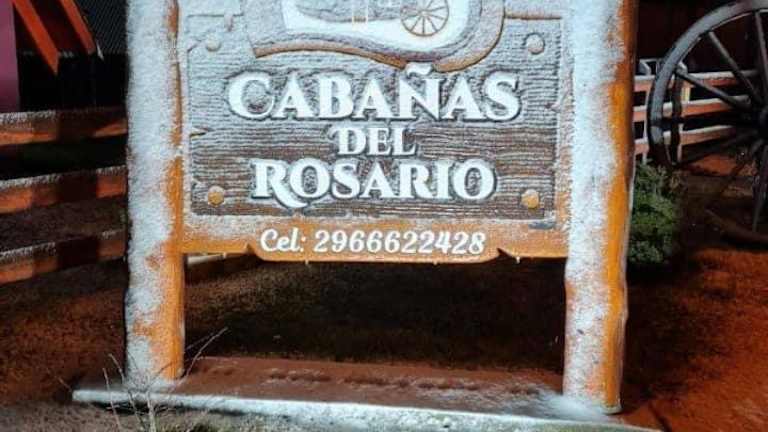 CABAÑAS
DEL
ROSARIO
Cel: 2966622428